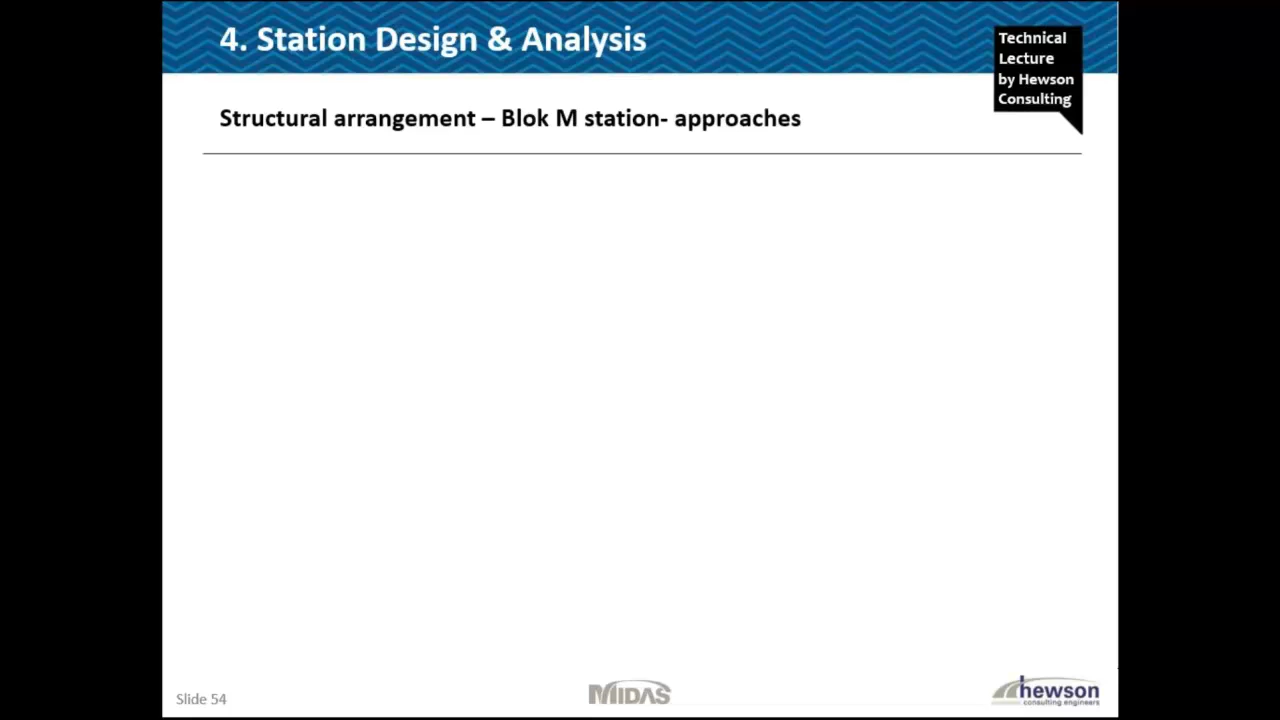 4. Station Design & Analysis
Technical
Lecture
by Hewson
Consulting
Structural arrangement – Blok M station- approaches
Slide 54
MIDAS
hewson
consulting engineers